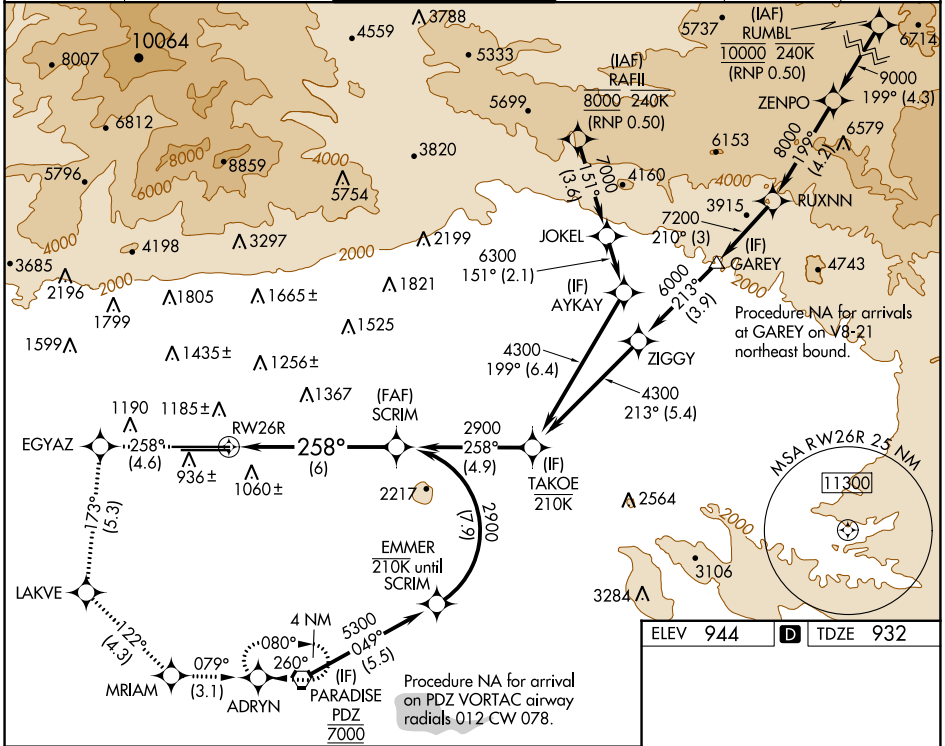 3788
4559
10064
8007
5333
5737
(IAF)
RUMBL
10000 240K
(RNP 0.50)
6714
(IAF)
RAFII
8000 240K
(RNP 0.50)
9000
199° (4.3)
ZENPO
5699
6812
8000
199°
(4.2)
6579
8000
8859
4000
3820
6153
7000
151°
(3.6)
4160
4000
5796
6000
5754
3915
RUXNN
7200
210° (3)
(IF)
GAREY
4000
4198
3297
2000
2199
JOKEL
6300
151° (2.1)
3685
2196
2000
1799
1805
1665±
1821
(IF)
AYKAY
6000
213°
(3.9)
2000
4743
Procedure NA for arrivals
at GAREY on V8-21
northeast bound.
1525
1599
1435±
1256±
4300
199° (6.4)
ZIGGY
4300
213° (5.4)
1367
1190
1185±
RW26R
(FAF)
SCRIM
2900
258°
(4.9)
EGYAZ
258°
(4.6)
258°
(6)
936±
1060±
(IF)
TAKOE
210K
MSA RW26R 25 NM
11300
2217
2564
2000
173°
(5.3)
2900
(7.9)
EMMER
210K until
SCRIM
3106
3284
LAKVE
122°
(4.3)
4 NM
080°
260°
5300
049°
(5.5)
079°
(3.1)
MRIAM
ADRYN
(IF)
PARADISE
PDZ
7000
Procedure NA for arrival
on PDZ VORTAC airway
radials 012 CW 078.
ELEV 944 D TDZE 932